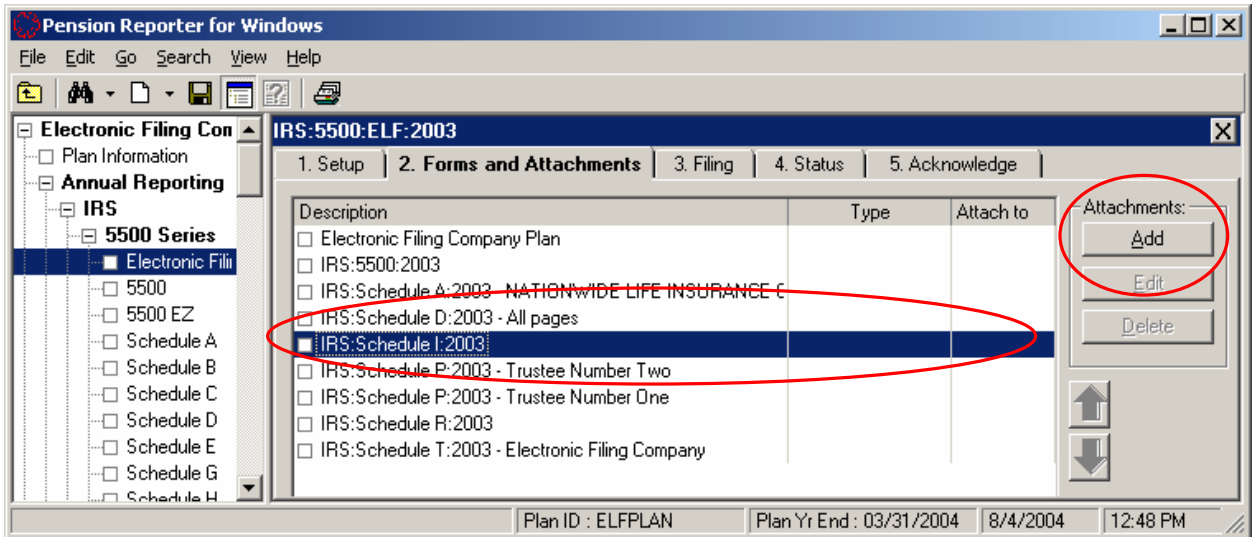 Pension Reporter for Windows
File Edit Go Search View Help
Electronic Filing Con
Plan Information
Annual Reporting
IRS
5500 Series
Electronic Fili
5500
5500 EZ
Schedule A
Schedule B
Schedule C
Schedule D
Schedule E
Schedule G
Schedule H
IRS:5500:ELF:2003
1. Setup 2. Forms and Attachments 3. Filing 4. Status 5. Acknowledge
Description Type Attach to
Electronic Filing Company Plan
IRS:5500:2003
IRS:Schedule A:2003 - NATIONWIDE LIFE INSURANCE C
IRS:Schedule D:2003 - All pages
IRS:Schedule I:2003
IRS:Schedule P:2003 - Trustee Number Two
IRS:Schedule P:2003 - Trustee Number One
IRS:Schedule R:2003
IRS:Schedule T:2003 - Electronic Filing Company
Attachments:
Add
Edit
Delete
Plan ID : ELFPLAN Plan Yr End : 03/31/2004 8/4/2004 12:48 PM